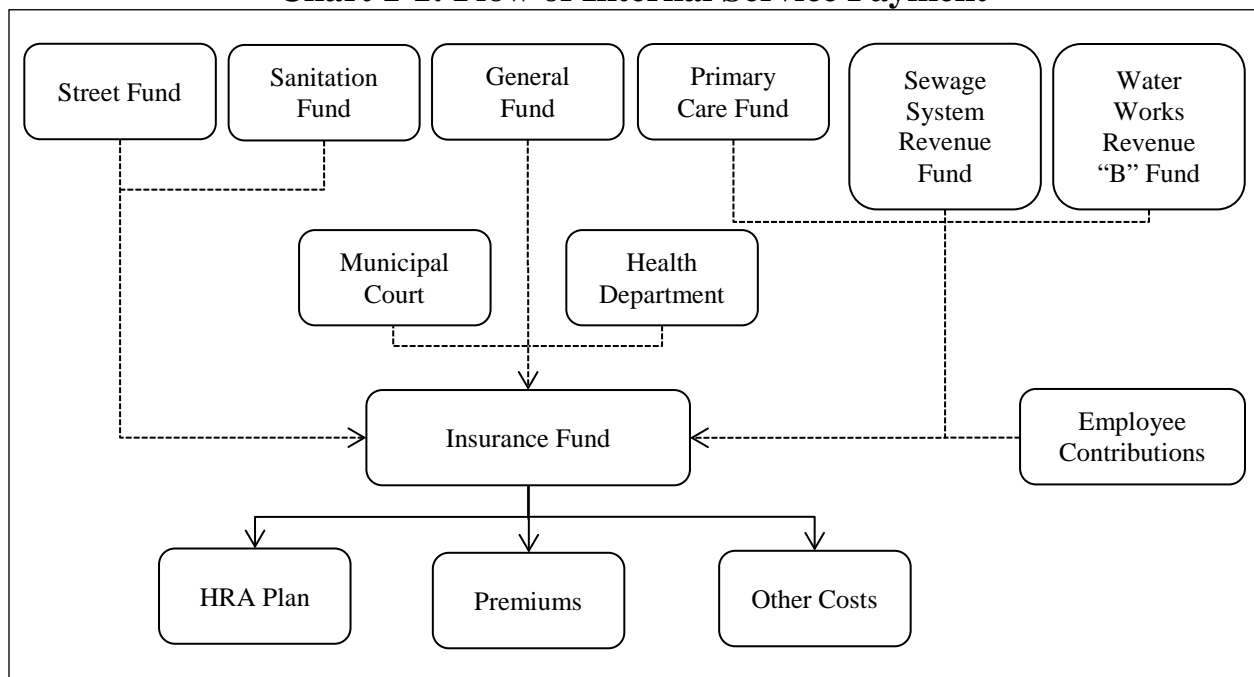 Chart 1-1: Flow of Internal Service Payment
Street Fund
Sanitation
Fund
General
Fund
Primary
Care Fund
Sewage
System
Revenue
Fund
Water
Works
Revenue
“B” Fund
Municipal
Court
Health
Department
Insurance Fund
Employee
Contributions
HRA Plan
Premiums
Other Costs